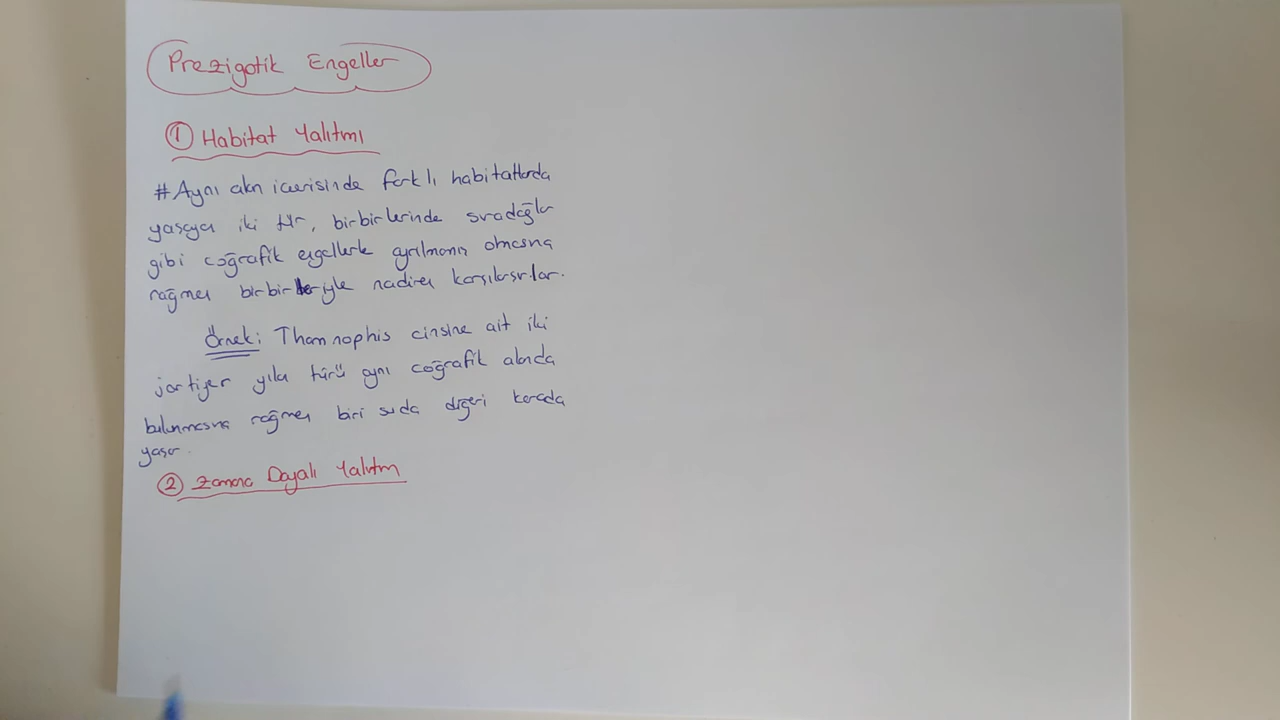 Prezigotik Engeller
① Habitat Yalıtmı
# Aynı alan icerisinde farklı habitatlarda
yaşayan iki tür, birbirlerinde sıradağlar
gibi coğrafik engellerle ayrılmamış olmasına
rağmen birbirleriyle nadiren karşılaşırlar.
Örnek: Thamnophis cinsine ait iki
jartiyer yılan türü aynı coğrafik alanda
bulunmasına rağmen biri suda diğeri karada
yaşar.
② Zamana Dayalı Yalıtım